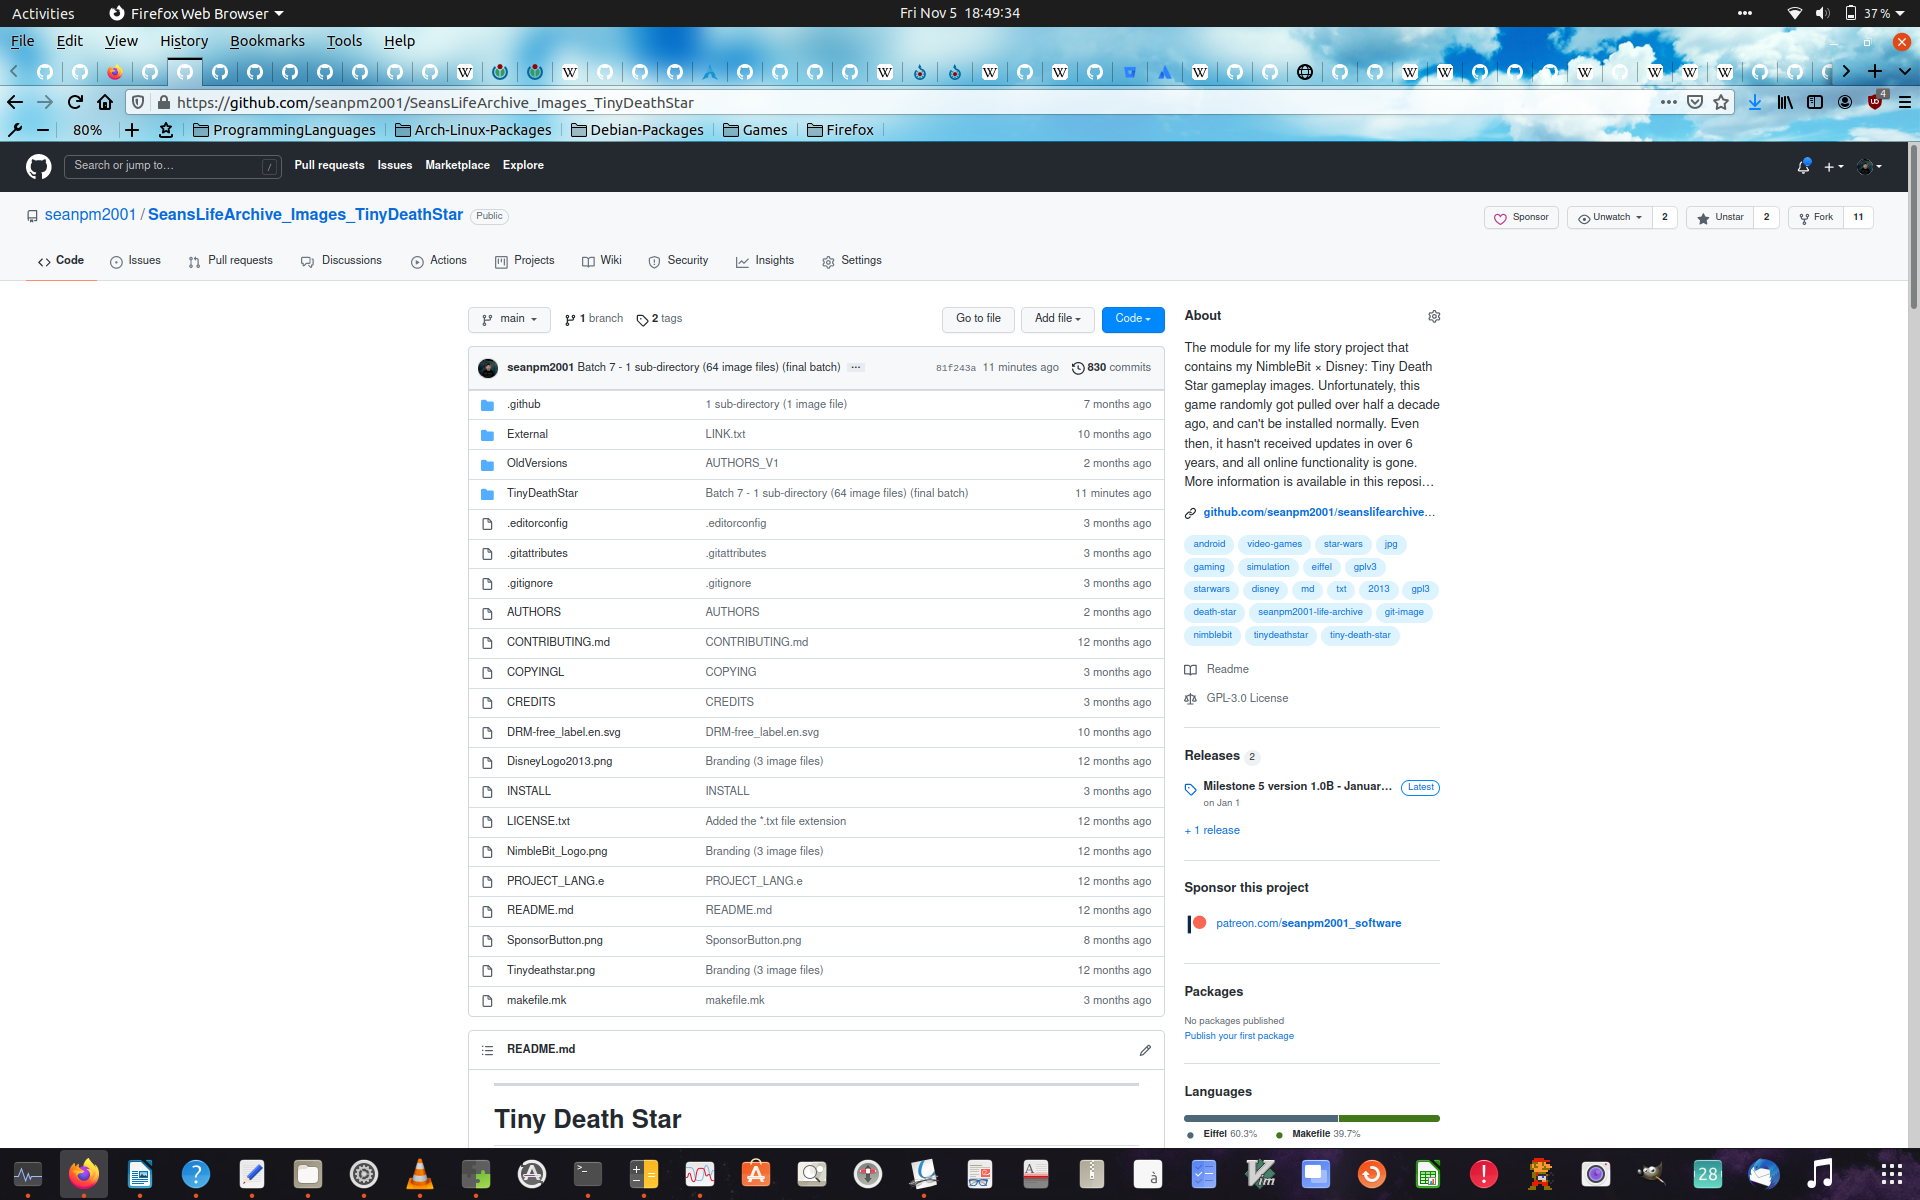 Activities
Firefox Web Browser
Fri Nov 5 18:49:34
37 %
File Edit View History Bookmarks Tools Help
https://github.com/seanpm2001/SeansLifeArchive_Images_TinyDeathStar
4
80%
ProgrammingLanguages
Arch-Linux-Packages
Debian-Packages
Games
Firefox
Search or jump to...
/
Pull requests Issues Marketplace Explore
seanpm2001 / SeansLifeArchive_Images_TinyDeathStar Public
Sponsor
Unwatch 2
Unstar 2
Fork 11
Code
Issues
Pull requests
Discussions
Actions
Projects
Wiki
Security
Insights
Settings
main
1 branch
2 tags
Go to file
Add file
Code
seanpm2001 Batch 7 - 1 sub-directory (64 image files) (final batch) ... 81f243a 11 minutes ago 830 commits
.github 1 sub-directory (1 image file) 7 months ago
External LINK.txt 10 months ago
OldVersions AUTHORS_V1 2 months ago
TinyDeathStar Batch 7 - 1 sub-directory (64 image files) (final batch) 11 minutes ago
.editorconfig .editorconfig 3 months ago
.gitattributes .gitattributes 3 months ago
.gitignore .gitignore 3 months ago
AUTHORS AUTHORS 2 months ago
CONTRIBUTING.md CONTRIBUTING.md 12 months ago
COPYINGL COPYING 3 months ago
CREDITS CREDITS 3 months ago
DRM-free_label.en.svg DRM-free_label.en.svg 10 months ago
DisneyLogo2013.png Branding (3 image files) 12 months ago
INSTALL INSTALL 3 months ago
LICENSE.txt Added the *.txt file extension 12 months ago
NimbleBit_Logo.png Branding (3 image files) 12 months ago
PROJECT_LANG.e PROJECT_LANG.e 12 months ago
README.md README.md 12 months ago
SponsorButton.png SponsorButton.png 8 months ago
Tinydeathstar.png Branding (3 image files) 12 months ago
makefile.mk makefile.mk 3 months ago
README.md
Tiny Death Star
About
The module for my life story project that
contains my NimbleBit × Disney: Tiny Death
Star gameplay images. Unfortunately, this
game randomly got pulled over half a decade
ago, and can't be installed normally. Even
then, it hasn't received updates in over 6
years, and all online functionality is gone.
More information is available in this reposi...
github.com/seanpm2001/seanslifearchive...
android video-games star-wars jpg
gaming simulation eiffel gplv3
starwars disney md txt 2013 gpl3
death-star seanpm2001-life-archive git-image
nimblebit tinydeathstar tiny-death-star
Readme
GPL-3.0 License
Releases 2
Milestone 5 version 1.0B - Januar... Latest
on Jan 1
+ 1 release
Sponsor this project
patreon.com/seanpm2001_software
Packages
No packages published
Publish your first package
Languages
Eiffel 60.3% Makefile 39.7%
28